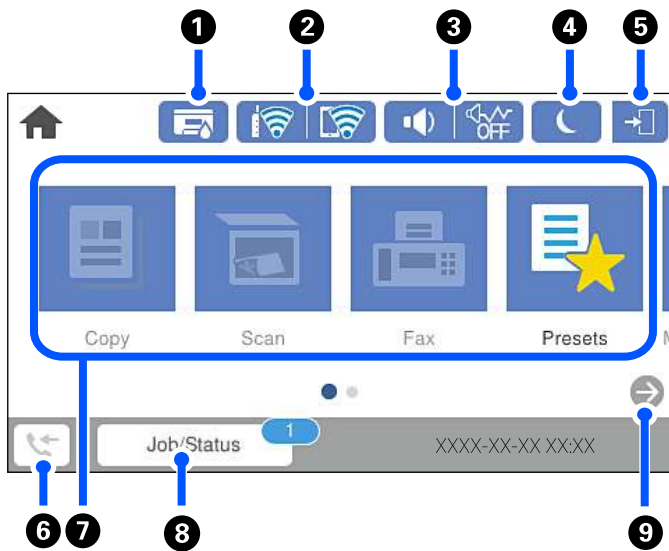 1 2 3 4 5
OFF
Copy Scan Fax Presets M
Job/Status 1 XXXX-XX-XX XX:XX
6 7 8 9